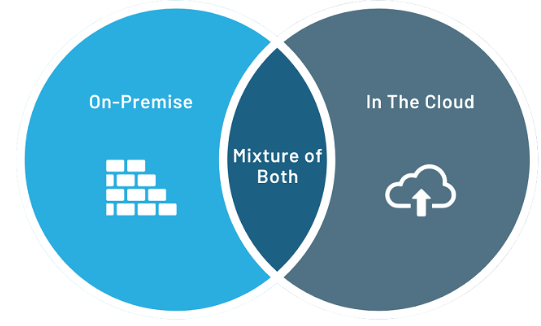 On-Premise
In The Cloud
Mixture of
Both